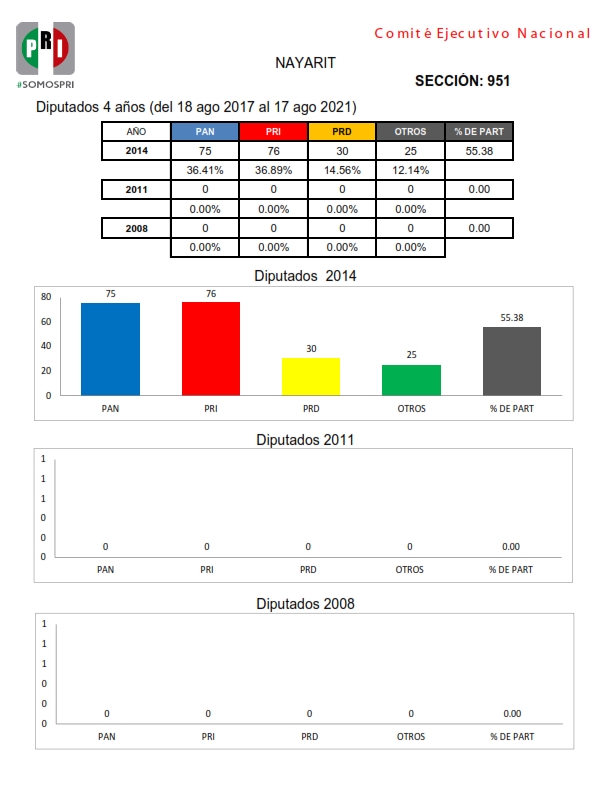 Comité Ejecutivo Nacional
PRI
#SOMOSPRI
NAYARIT
SECCIÓN: 951
Diputados 4 años (del 18 ago 2017 al 17 ago 2021)
AÑO PAN PRI PRD OTROS % DE PART
2014 75 76 30 25 55.38
36.41% 36.89% 14.56% 12.14%
2011 0 0 0 0 0.00
0.00% 0.00% 0.00% 0.00%
2008 0 0 0 0 0.00
0.00% 0.00% 0.00% 0.00%
Diputados 2014
80
60
40
20
0
75 76 30 25 55.38
PAN PRI PRD OTROS % DE PART
Diputados 2011
1
1
1
0
0
0
0 0 0 0 0.00
PAN PRI PRD OTROS % DE PART
Diputados 2008
1
1
1
0
0
0
0 0 0 0 0.00
PAN PRI PRD OTROS % DE PART